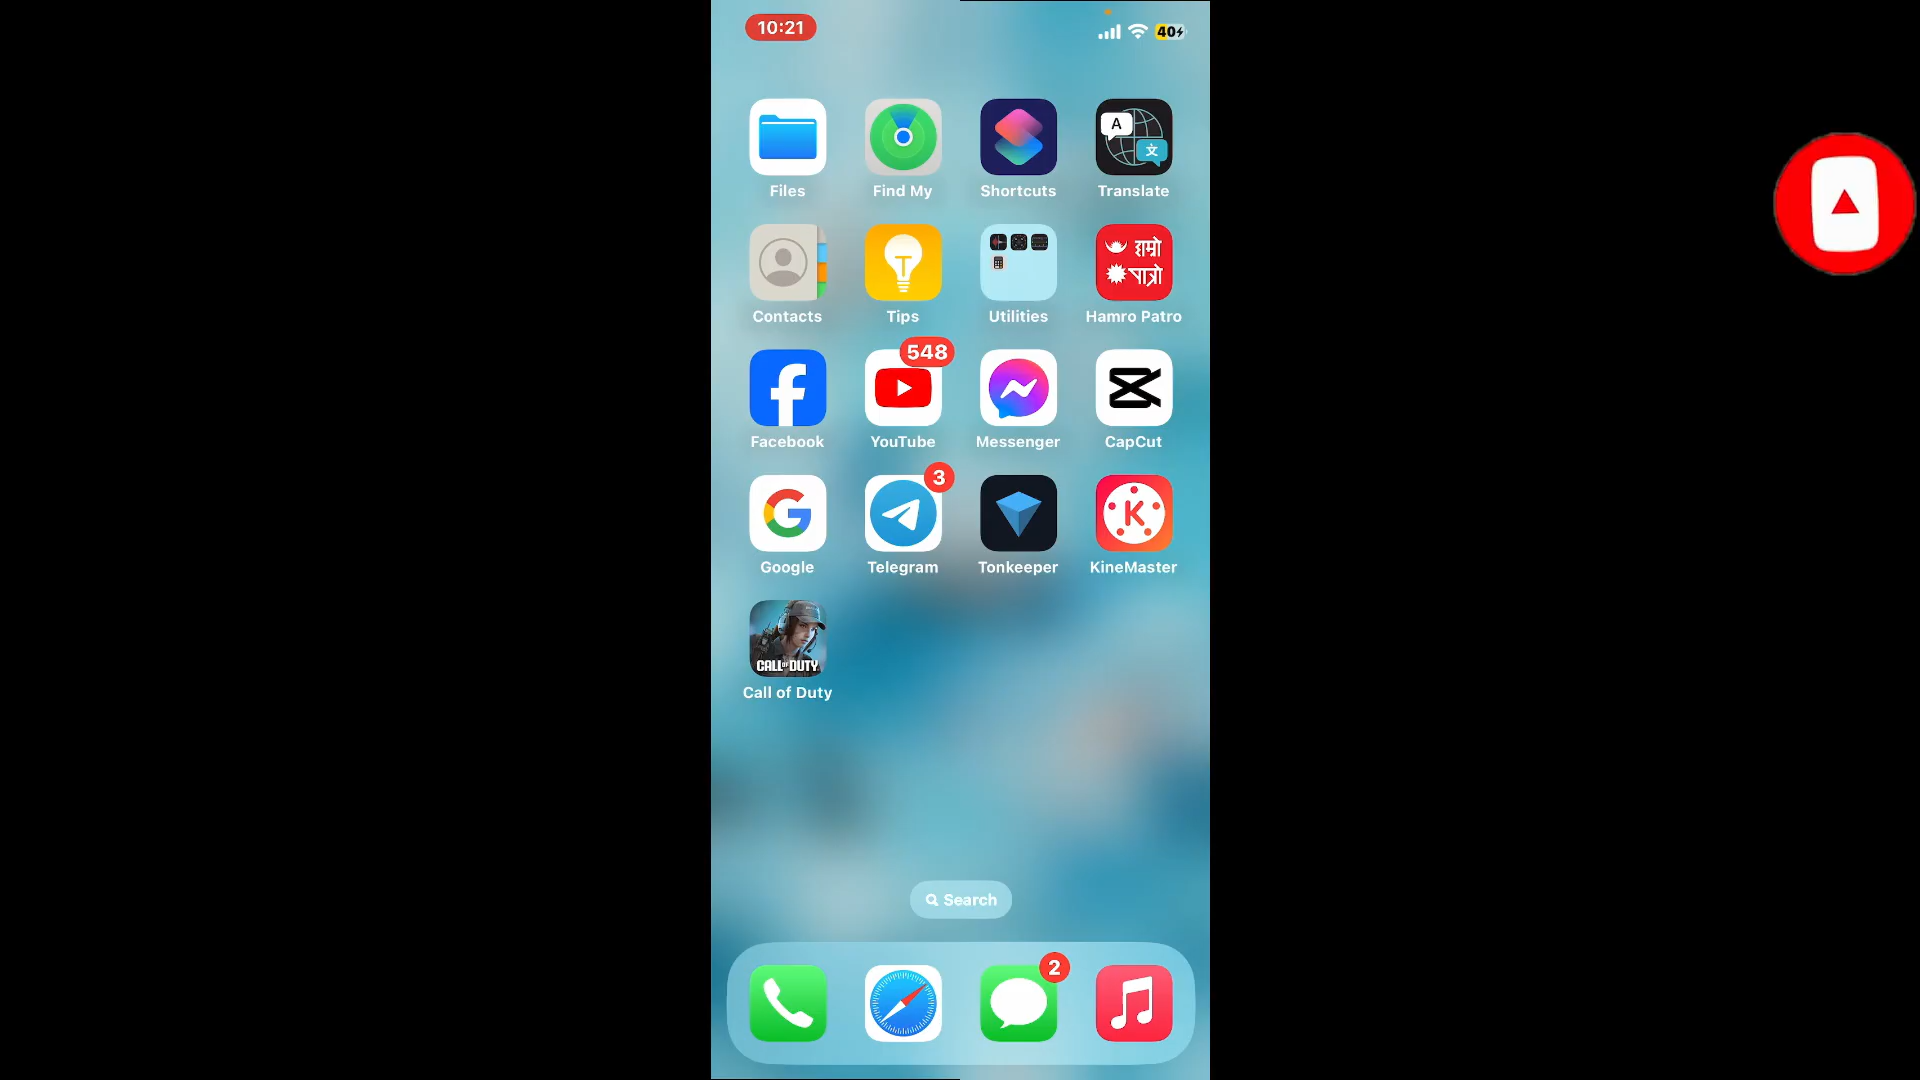 10:21
40
Files
Find My
Shortcuts
A
文
Translate
Contacts
Tips
Utilities
हाम्रो
पात्रो
Hamro Patro
548
Facebook
YouTube
Messenger
CapCut
3
K
Google
Telegram
Tonkeeper
KineMaster
CALL OF DUTY
Call of Duty
Search
2